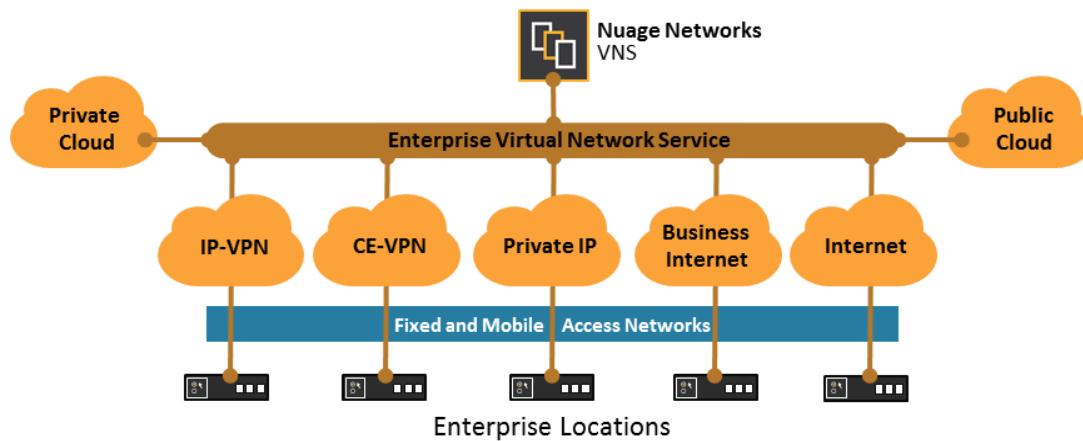 Nuage Networks
VNS
Private
Cloud
Enterprise Virtual Network Service
Public
Cloud
IP-VPN
CE-VPN
Private IP
Business
Internet
Internet
Fixed and Mobile Access Networks
Enterprise Locations